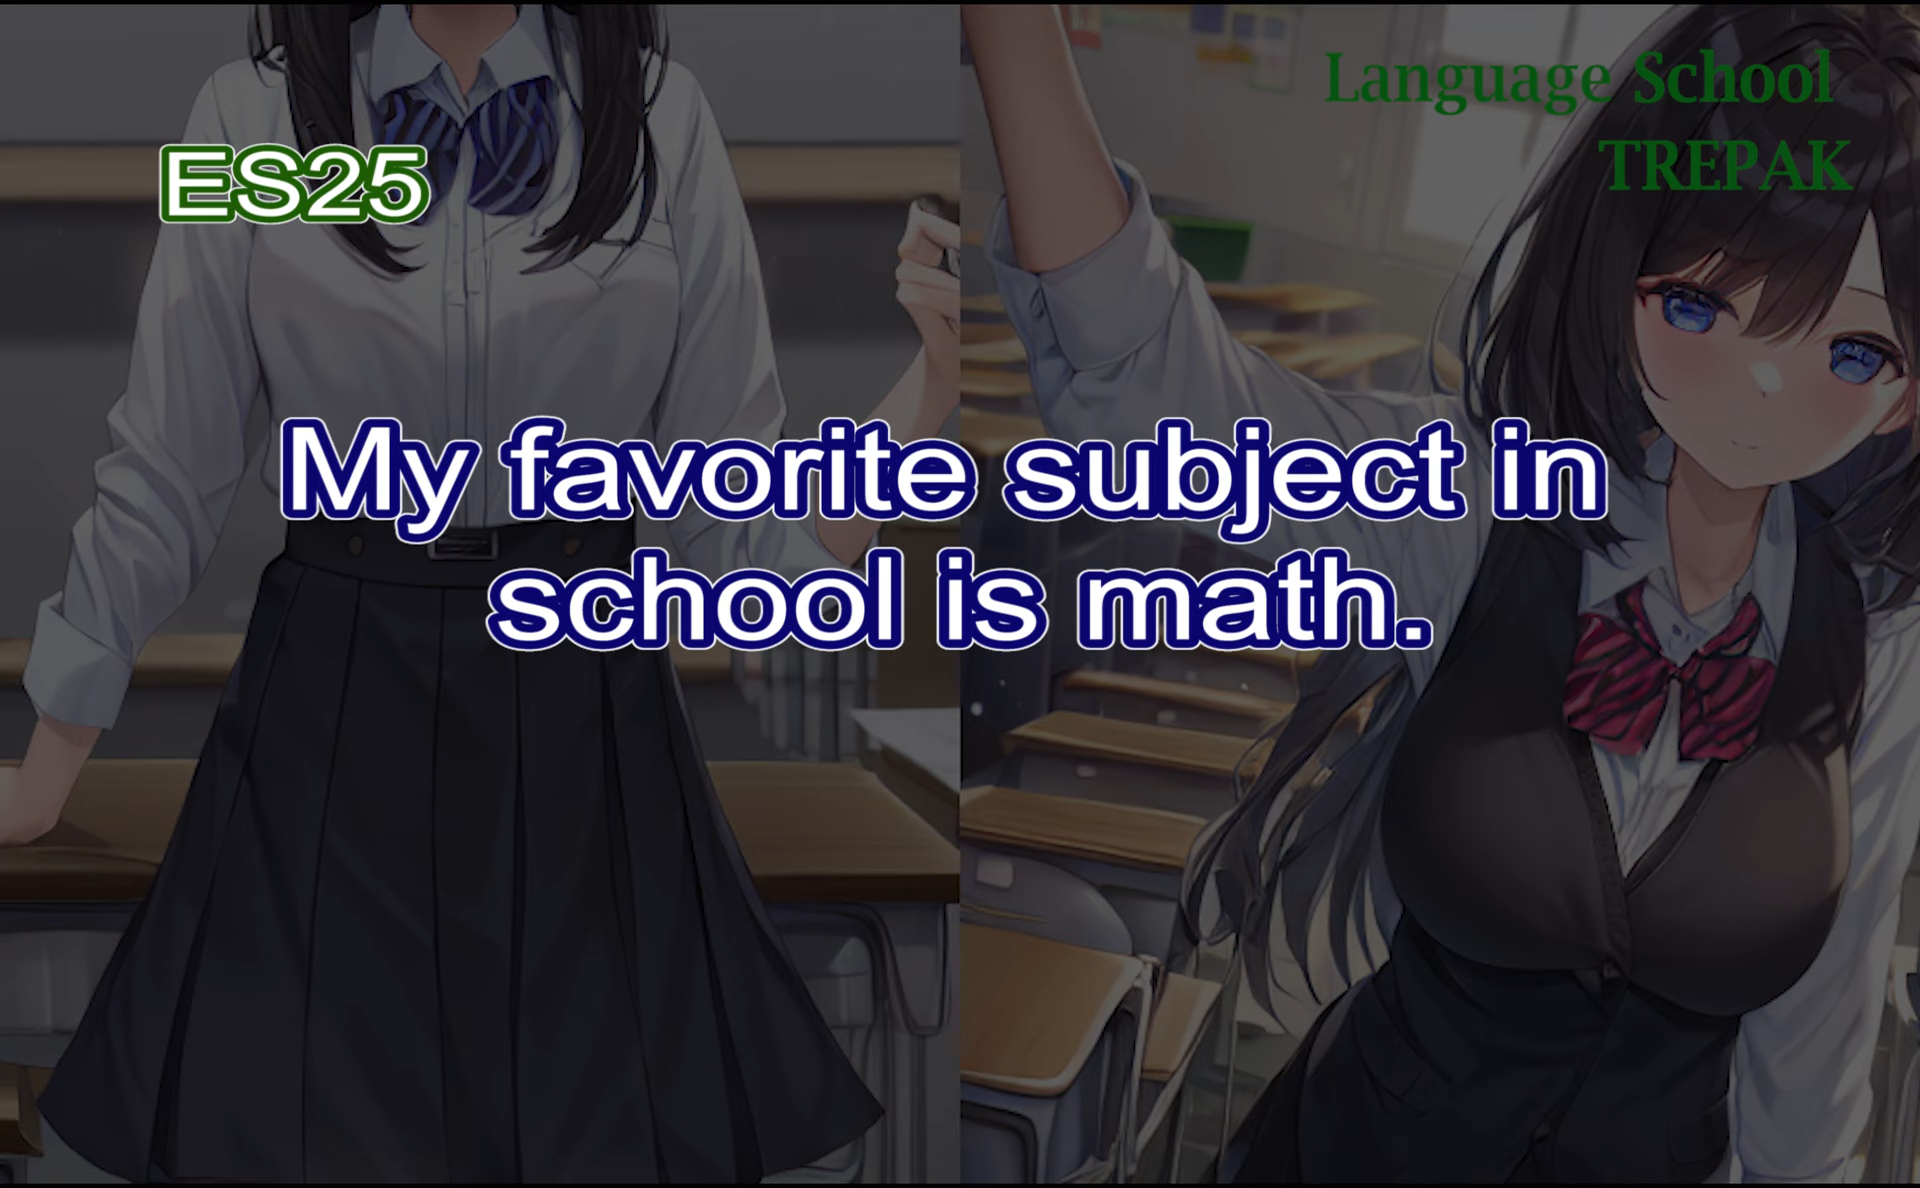 Language School
TREPAK
ES25
My favorite subject in
school is math.